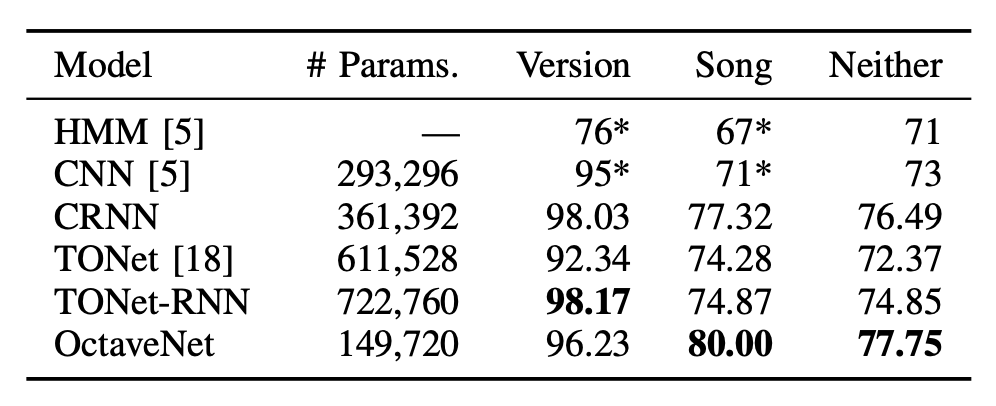 Model # Params. Version Song Neither
HMM [5] — 76* 67* 71
CNN [5] 293,296 95* 71* 73
CRNN 361,392 98.03 77.32 76.49
TONet [18] 611,528 92.34 74.28 72.37
TONet-RNN 722,760 98.17 74.87 74.85
OctaveNet 149,720 96.23 80.00 77.75